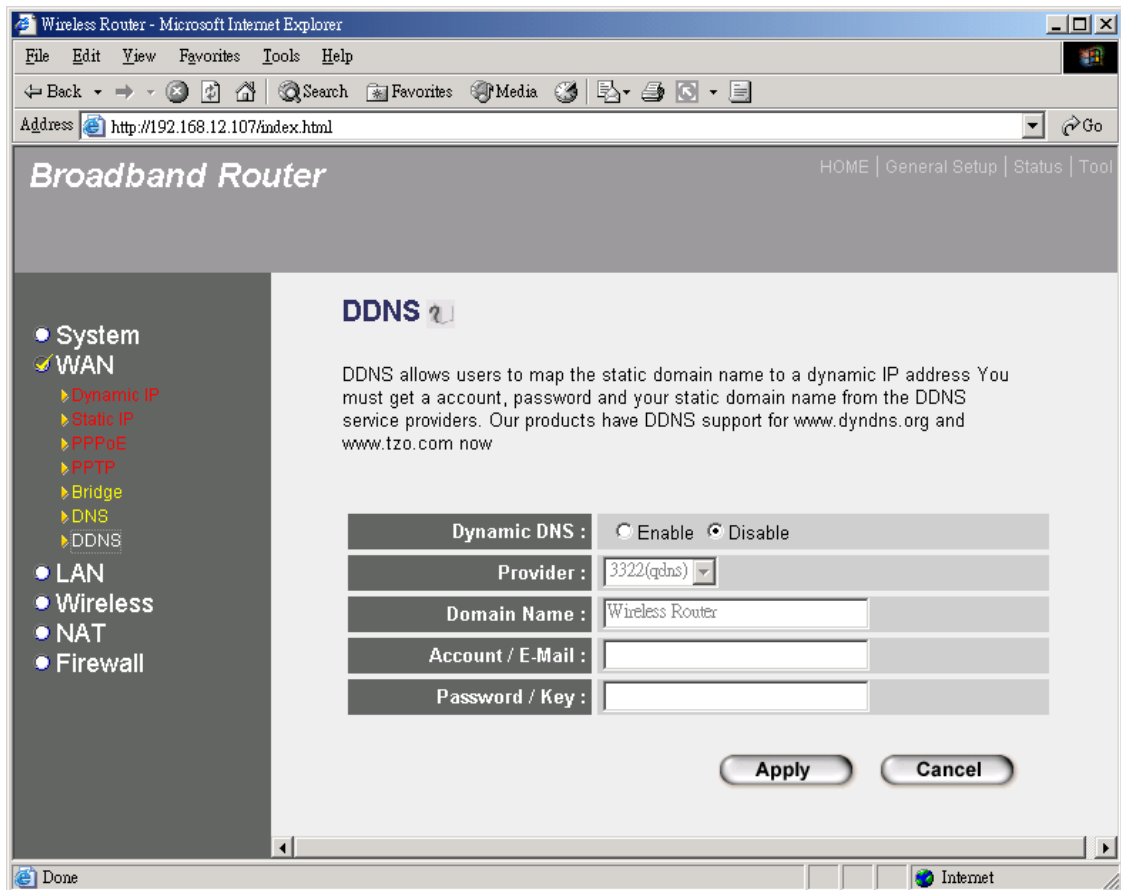 Wireless Router - Microsoft Internet Explorer
File Edit View Favorites Tools Help
Back Search Favorites Media
Address http://192.168.12.107/index.html Go
Broadband Router
HOME | General Setup | Status | Tool
System
WAN
Dynamic IP
Static IP
PPPoE
PPTP
Bridge
DNS
DDNS
LAN
Wireless
NAT
Firewall
DDNS
DDNS allows users to map the static domain name to a dynamic IP address You
must get a account, password and your static domain name from the DDNS
service providers. Our products have DDNS support for www.dyndns.org and
www.tzo.com now
Dynamic DNS : Enable Disable
Provider : 3322(qdns)
Domain Name : Wireless Router
Account / E-Mail :
Password / Key :
Apply Cancel
Done Internet